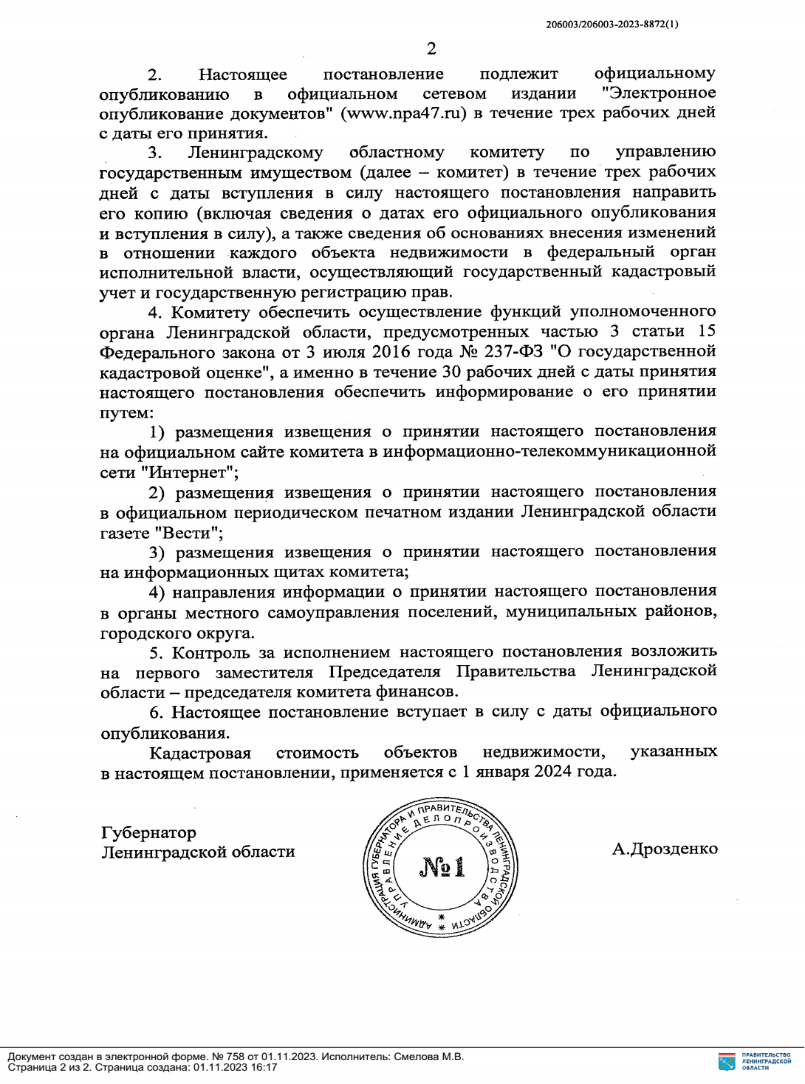 206003/206003-2023-8872(1)
2
2. Настоящее постановление подлежит официальному
опубликованию в официальном сетевом издании "Электронное
опубликование документов" (www.npa47.ru) в течение трех рабочих дней
с даты его принятия.
3. Ленинградскому областному комитету по управлению
государственным имуществом (далее – комитет) в течение трех рабочих
дней с даты вступления в силу настоящего постановления направить
его копию (включая сведения о датах его официального опубликования
и вступления в силу), а также сведения об основаниях внесения изменений
в отношении каждого объекта недвижимости в федеральный орган
исполнительной власти, осуществляющий государственный кадастровый
учет и государственную регистрацию прав.
4. Комитету обеспечить осуществление функций уполномоченного
органа Ленинградской области, предусмотренных частью 3 статьи 15
Федерального закона от 3 июля 2016 года № 237-ФЗ "О государственной
кадастровой оценке", а именно в течение 30 рабочих дней с даты принятия
настоящего постановления обеспечить информирование о его принятии
путем:
1) размещения извещения о принятии настоящего постановления
на официальном сайте комитета в информационно-телекоммуникационной
сети "Интернет";
2) размещения извещения о принятии настоящего постановления
в официальном периодическом печатном издании Ленинградской области
газете "Вести";
3) размещения извещения о принятии настоящего постановления
на информационных щитах комитета;
4) направления информации о принятии настоящего постановления
в органы местного самоуправления поселений, муниципальных районов,
городского округа.
5. Контроль за исполнением настоящего постановления возложить
на первого заместителя Председателя Правительства Ленинградской
области – председателя комитета финансов.
6. Настоящее постановление вступает в силу с даты официального
опубликования.
Кадастровая стоимость объектов недвижимости, указанных
в настоящем постановлении, применяется с 1 января 2024 года.
Губернатор
Ленинградской области
А.Дрозденко
АДМИНИСТРАЦИЯ ГУБЕРНАТОРА И ПРАВИТЕЛЬСТВА ЛЕНИНГРАДСКОЙ ОБЛАСТИ
УПРАВЛЕНИЕ ДЕЛОПРОИЗВОДСТВА
№1
Документ создан в электронной форме. № 758 от 01.11.2023. Исполнитель: Смелова М.В.
Страница 2 из 2. Страница создана: 01.11.2023 16:17
ПРАВИТЕЛЬСТВО
ЛЕНИНГРАДСКОЙ
ОБЛАСТИ